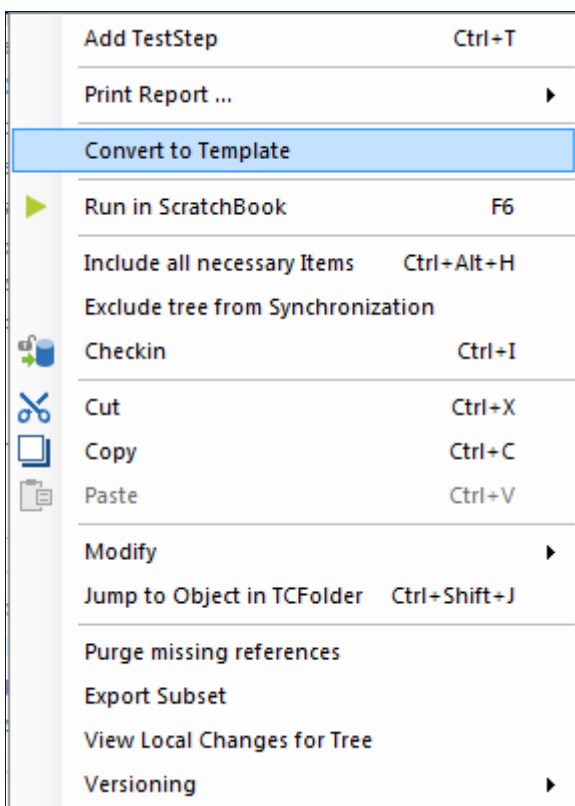 Add TestStep Ctrl+T
Print Report ...
Convert to Template
Run in ScratchBook F6
Include all necessary Items Ctrl+Alt+H
Exclude tree from Synchronization
Checkin Ctrl+I
Cut Ctrl+X
Copy Ctrl+C
Paste Ctrl+V
Modify
Jump to Object in TCFolder Ctrl+Shift+J
Purge missing references
Export Subset
View Local Changes for Tree
Versioning